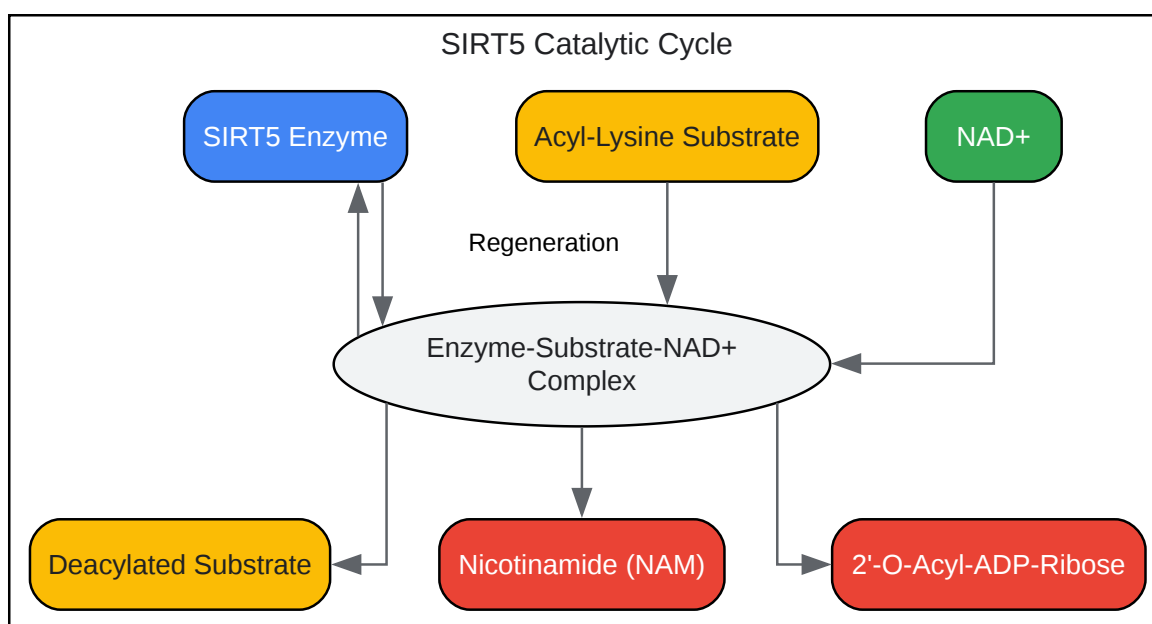 SIRT5 Catalytic Cycle
SIRT5 Enzyme
Acyl-Lysine Substrate
NAD+
Regeneration
Enzyme-Substrate-NAD+
Complex
Deacylated Substrate
Nicotinamide (NAM)
2'-O-Acyl-ADP-Ribose